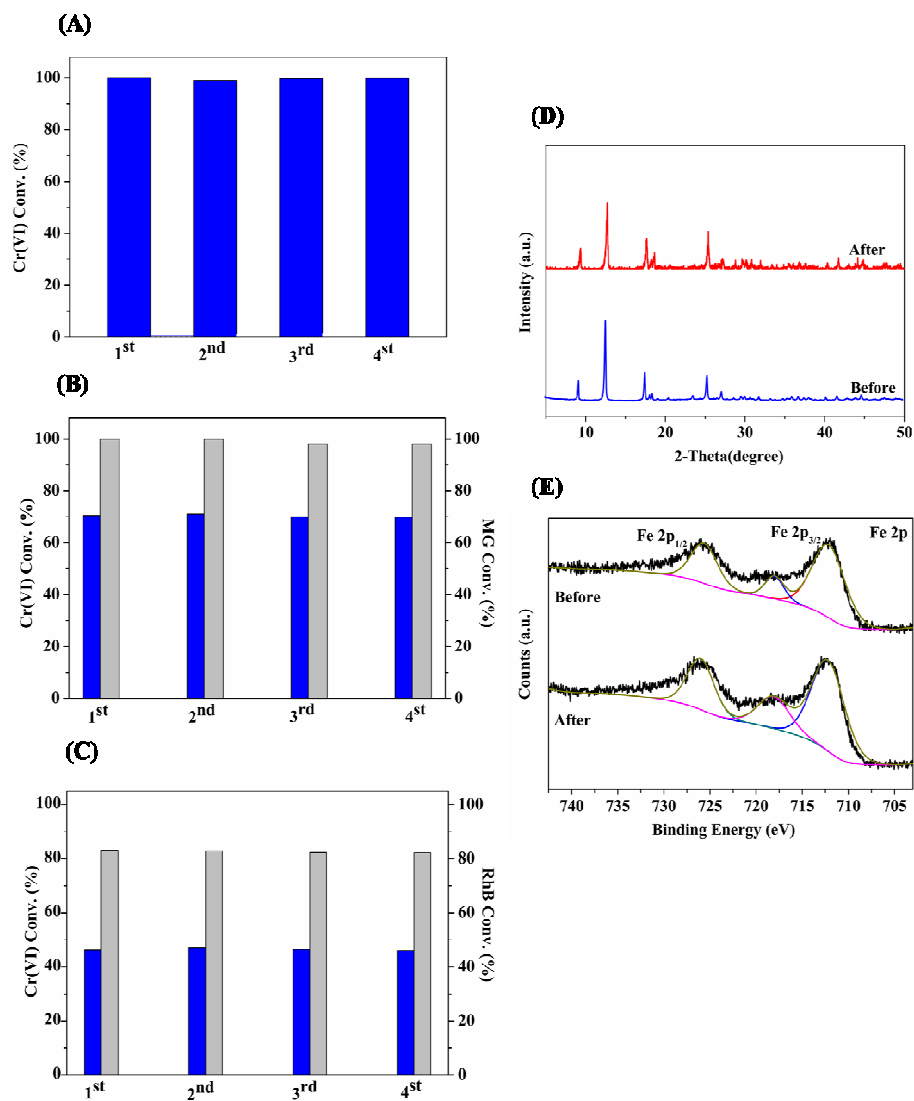 (A)
Cr(VI) Conv. (%)
100
80
60
40
20
0
1st 2nd 3rd 4st
(B)
Cr(VI) Conv. (%)
100
80
60
40
20
0
100
80
60
40
20
0
MG Conv. (%)
1st 2nd 3rd 4st
(C)
Cr(VI) Conv. (%)
100
80
60
40
20
0
100
80
60
40
20
0
RhB Conv. (%)
1st 2nd 3rd 4st
(D)
Intensity (a.u.)
After
Before
10 20 30 40 50
2-Theta(degree)
(E)
Fe 2p1/2 Fe 2p3/2 Fe 2p
Before
After
Counts (a.u.)
740 735 730 725 720 715 710 705
Binding Energy (eV)